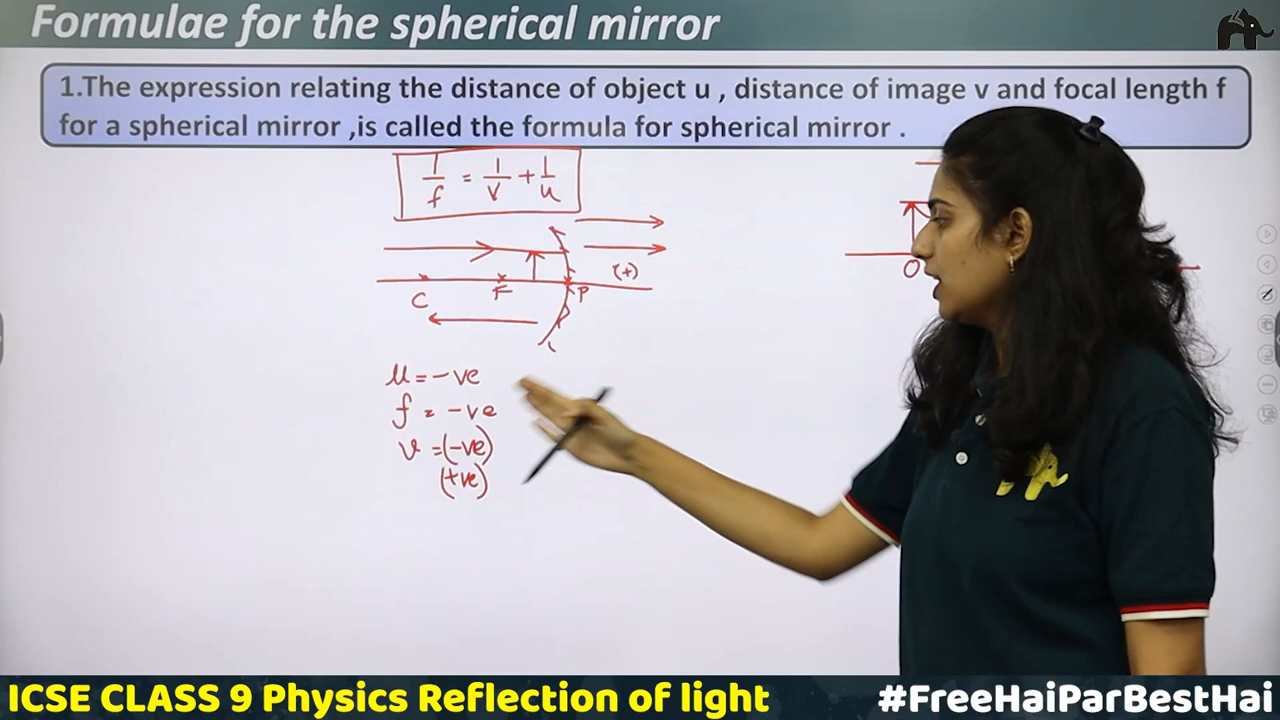 Formulae for the spherical mirror
1.The expression relating the distance of object u , distance of image v and focal length f
for a spherical mirror ,is called the formula for spherical mirror .
1/f = 1/v + 1/u
(+)
C F P
O
u = -ve
f = -ve
v = (-ve)
(+ve)
ICSE CLASS 9 Physics Reflection of light #FreeHaiParBestHai